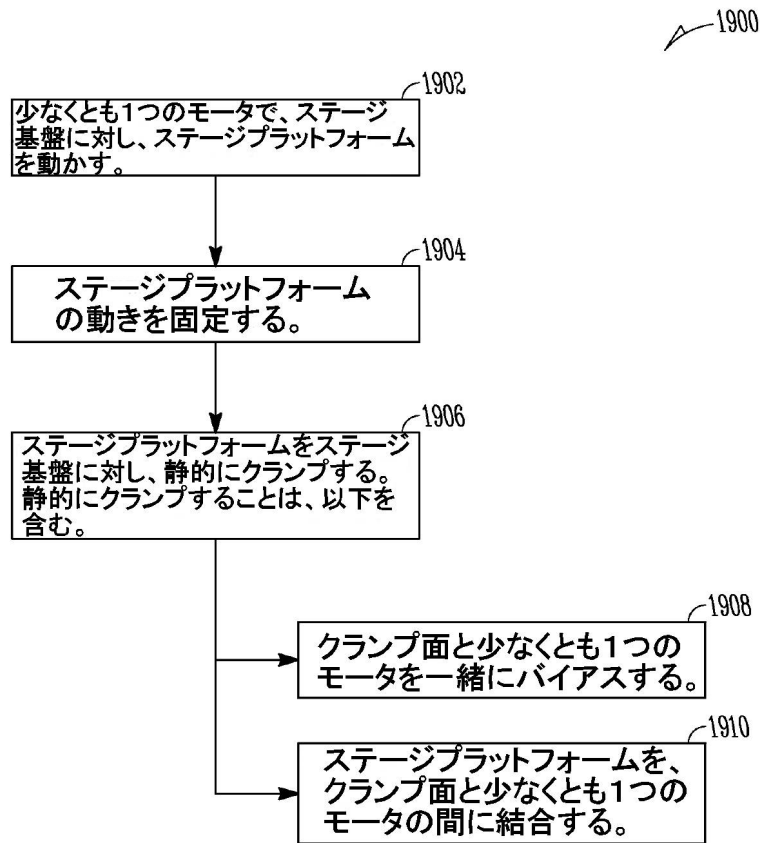 1900
1902
少なくとも１つのモータで、ステージ
基盤に対し、ステージプラットフォーム
を動かす。
1904
ステージプラットフォーム
の動きを固定する。
1906
ステージプラットフォームをステージ
基盤に対し、静的にクランプする。
静的にクランプすることは、以下を
含む。
1908
クランプ面と少なくとも１つの
モータを一緒にバイアスする。
1910
ステージプラットフォームを、
クランプ面と少なくとも１つの
モータの間に結合する。